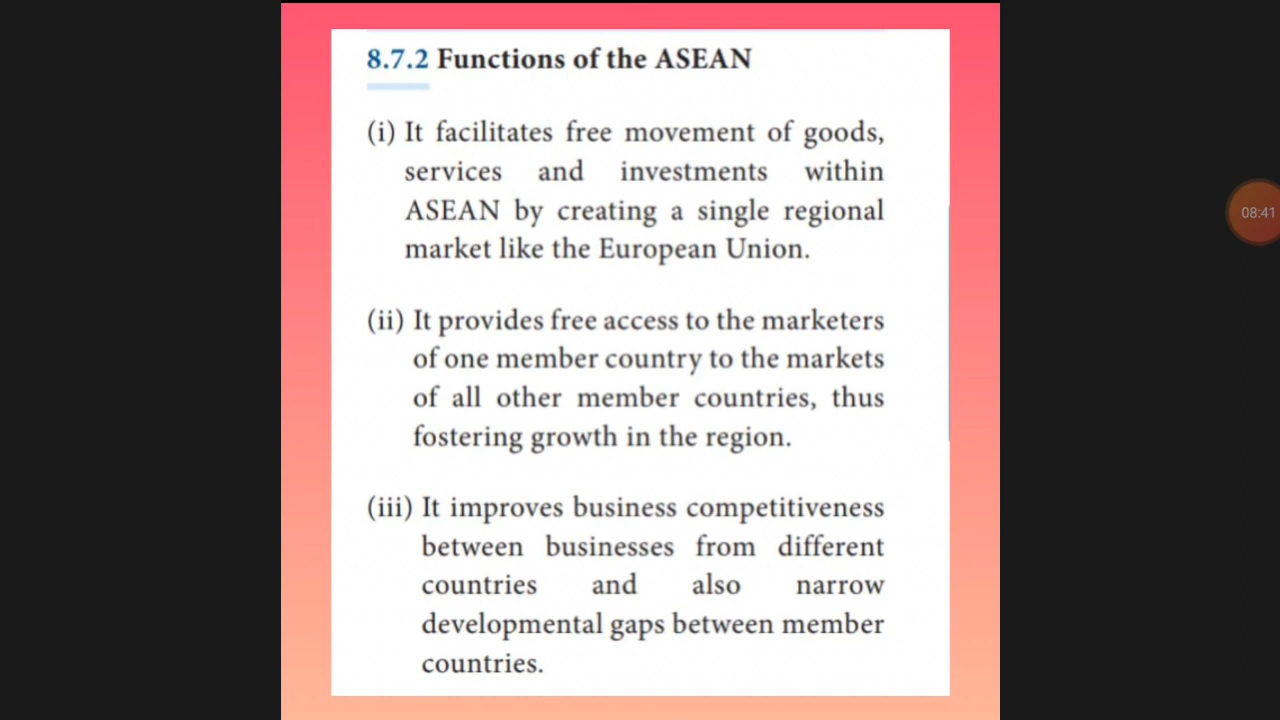 8.7.2 Functions of the ASEAN
(i) It facilitates free movement of goods,
services and investments within
ASEAN by creating a single regional
market like the European Union.
(ii) It provides free access to the marketers
of one member country to the markets
of all other member countries, thus
fostering growth in the region.
(iii) It improves business competitiveness
between businesses from different
countries and also narrow
developmental gaps between member
countries.
08:41